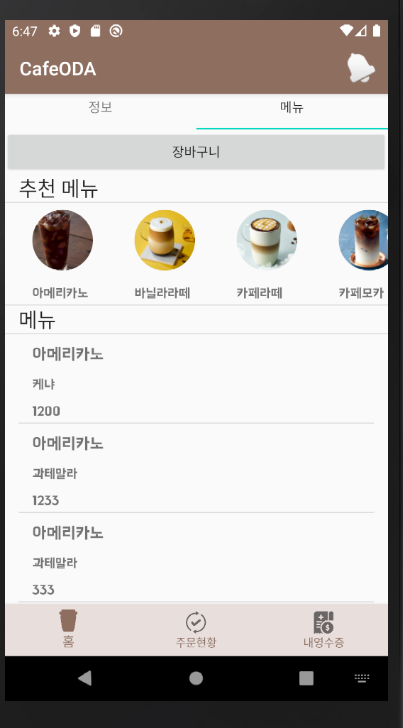 6:47
CafeODA
정보 메뉴
장바구니
추천 메뉴
아메리카노 바닐라라떼 카페라떼 카페모카
메뉴
아메리카노
케냐
1200
아메리카노
과테말라
1233
아메리카노
과테말라
333
홈 주문현황 내영수증